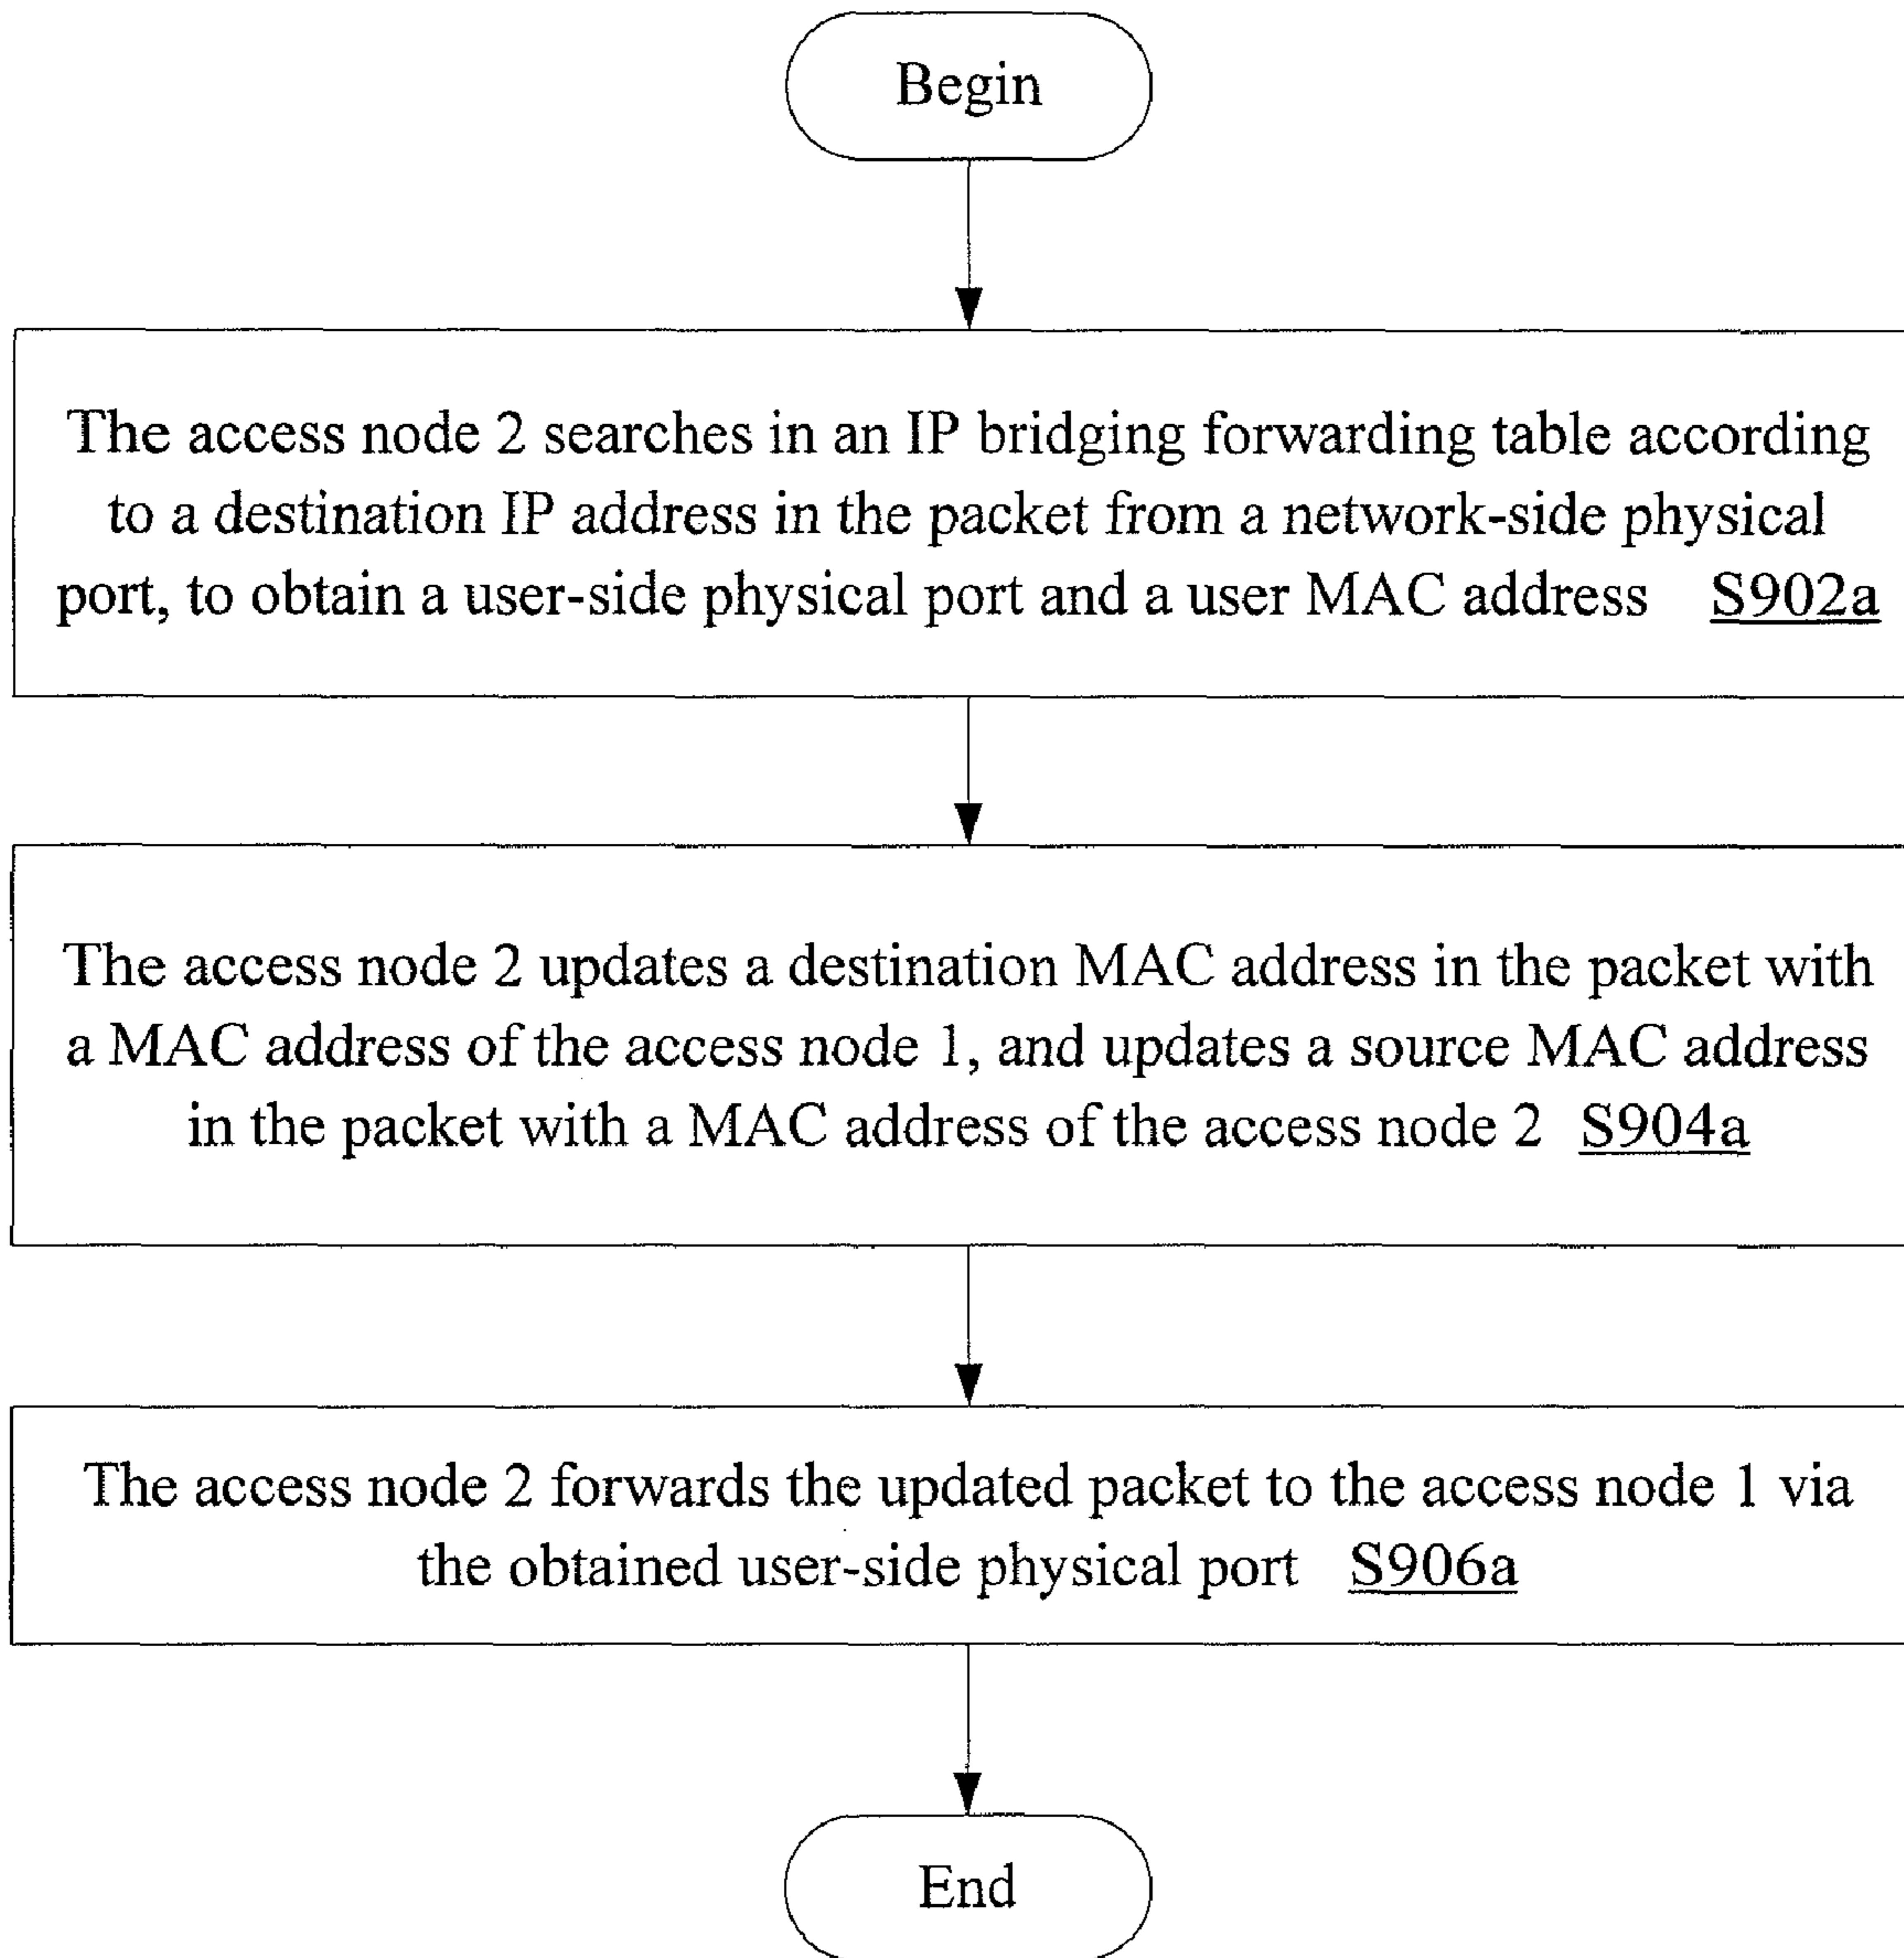 Begin
The access node 2 searches in an IP bridging forwarding table according
to a destination IP address in the packet from a network-side physical
port, to obtain a user-side physical port and a user MAC address S902a
The access node 2 updates a destination MAC address in the packet with
a MAC address of the access node 1, and updates a source MAC address
in the packet with a MAC address of the access node 2 S904a
The access node 2 forwards the updated packet to the access node 1 via
the obtained user-side physical port S906a
End